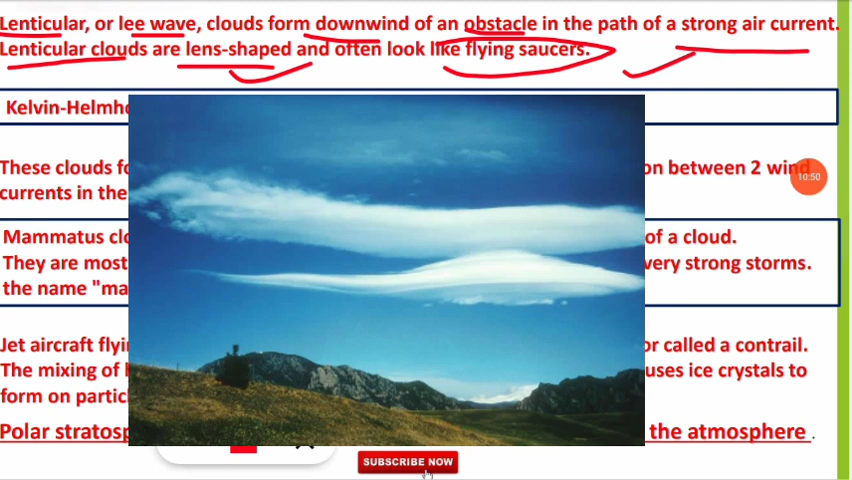 Lenticular, or lee wave, clouds form downwind of an obstacle in the path of a strong air current.
Lenticular clouds are lens-shaped and often look like flying saucers.
Kelvin-Helmho
These clouds fo on between 2 wind
10:50
currents in the
Mammatus clo of a cloud.
They are most very strong storms.
the name "ma
Jet aircraft flyi or called a contrail.
The mixing of uses ice crystals to
form on partic
Polar stratosp the atmosphere .
SUBSCRIBE NOW